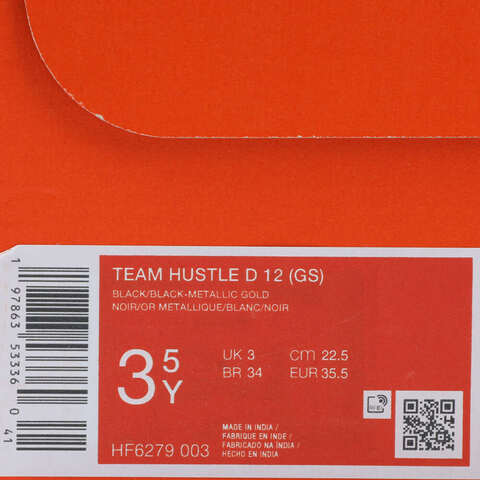 TEAM HUSTLE D 12 (GS)
BLACK/BLACK-METALLIC GOLD
NOIR/OR METALLIQUE/BLANC/NOIR
3 5Y
UK 3 CM 22.5
BR 34 EUR 35.5
MADE IN INDIA /
FABRIQUE EN INDE /
FABRICADO NA ÍNDIA /
HECHO EN INDIA
HF6279 003
1 97863 53336 0 41